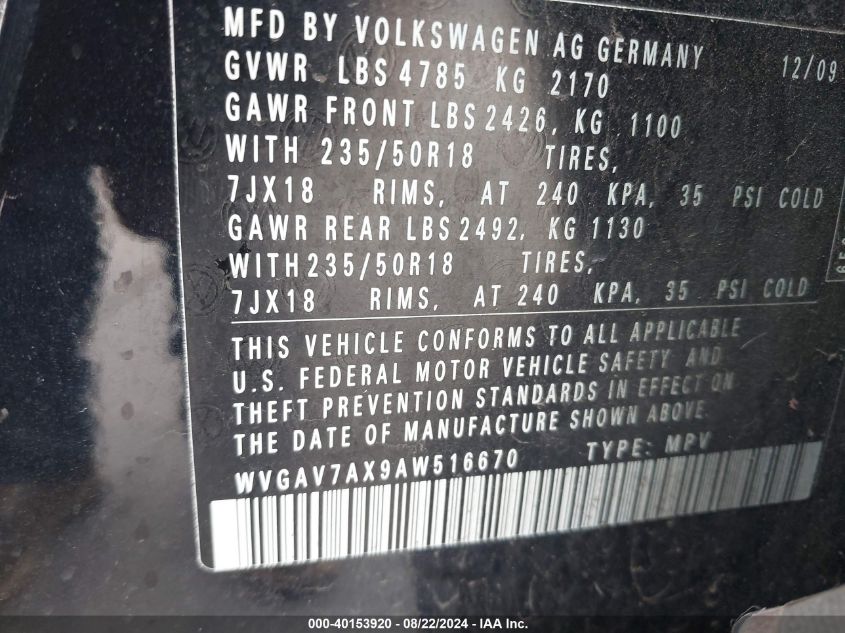 MFD BY VOLKSWAGEN AG GERMANY 12/09
GVWR LBS 4785 KG 2170
GAWR FRONT LBS 2426, KG 1100
WITH 235/50R18 TIRES,
7JX18 RIMS, AT 240 KPA, 35 PSI COLD
GAWR REAR LBS 2492, KG 1130
WITH 235/50R18 TIRES,
7JX18 RIMS, AT 240 KPA, 35 PSI COLD
THIS VEHICLE CONFORMS TO ALL APPLICABLE
U.S. FEDERAL MOTOR VEHICLE SAFETY AND
THEFT PREVENTION STANDARDS IN EFFECT ON
THE DATE OF MANUFACTURE SHOWN ABOVE.
WVGAV7AX9AW516670 TYPE: MPV
000-40153920 - 08/22/2024 - IAA Inc.